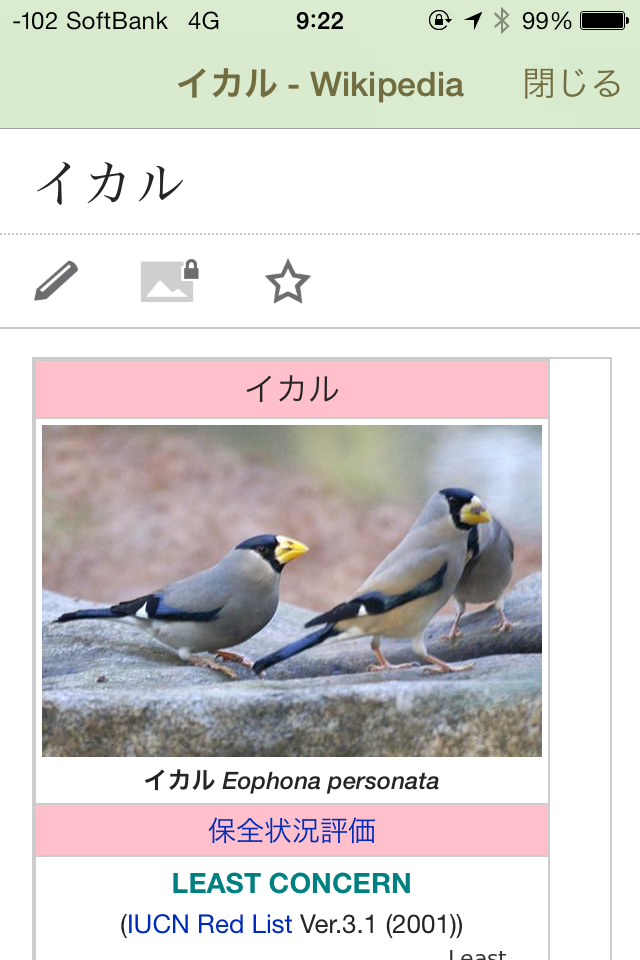 -102 SoftBank 4G 9:22 99%
イカル - Wikipedia 閉じる
イカル
イカル
イカル Eophona personata
保全状況評価
LEAST CONCERN
(IUCN Red List Ver.3.1 (2001))
Least